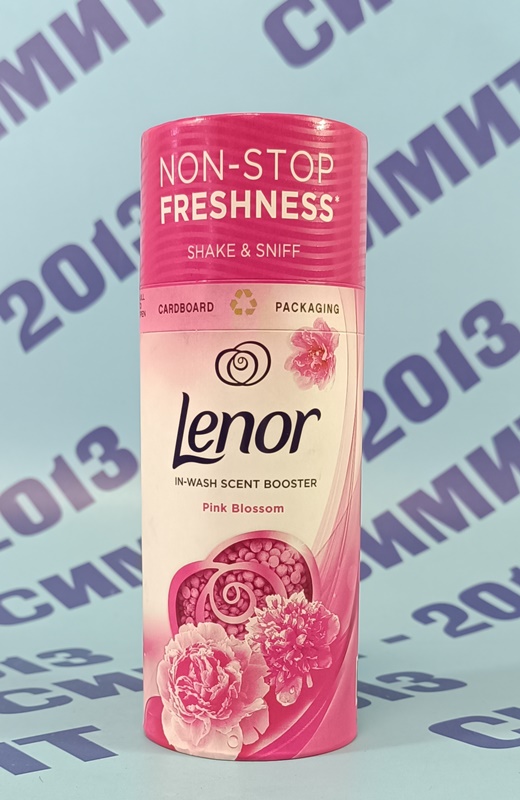 NON-STOP
FRESHNESS*
SHAKE & SNIFF
CARDBOARD PACKAGING
Lenor
IN-WASH SCENT BOOSTER
Pink Blossom
СИМИТ
2013
СИМИТ
2013
2013
СИМИТ
- 2013